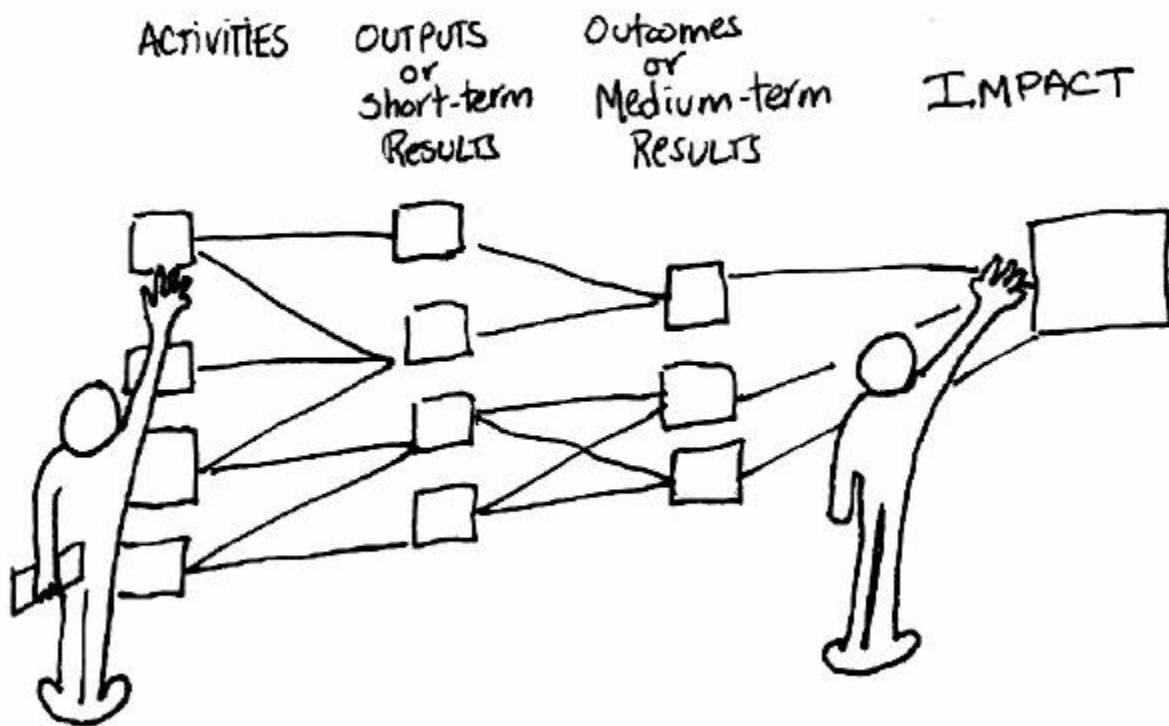 ACTIVITIES
OUTPUTS
or
Short-term
RESULTS
Outcomes
or
Medium-term
RESULTS
IMPACT